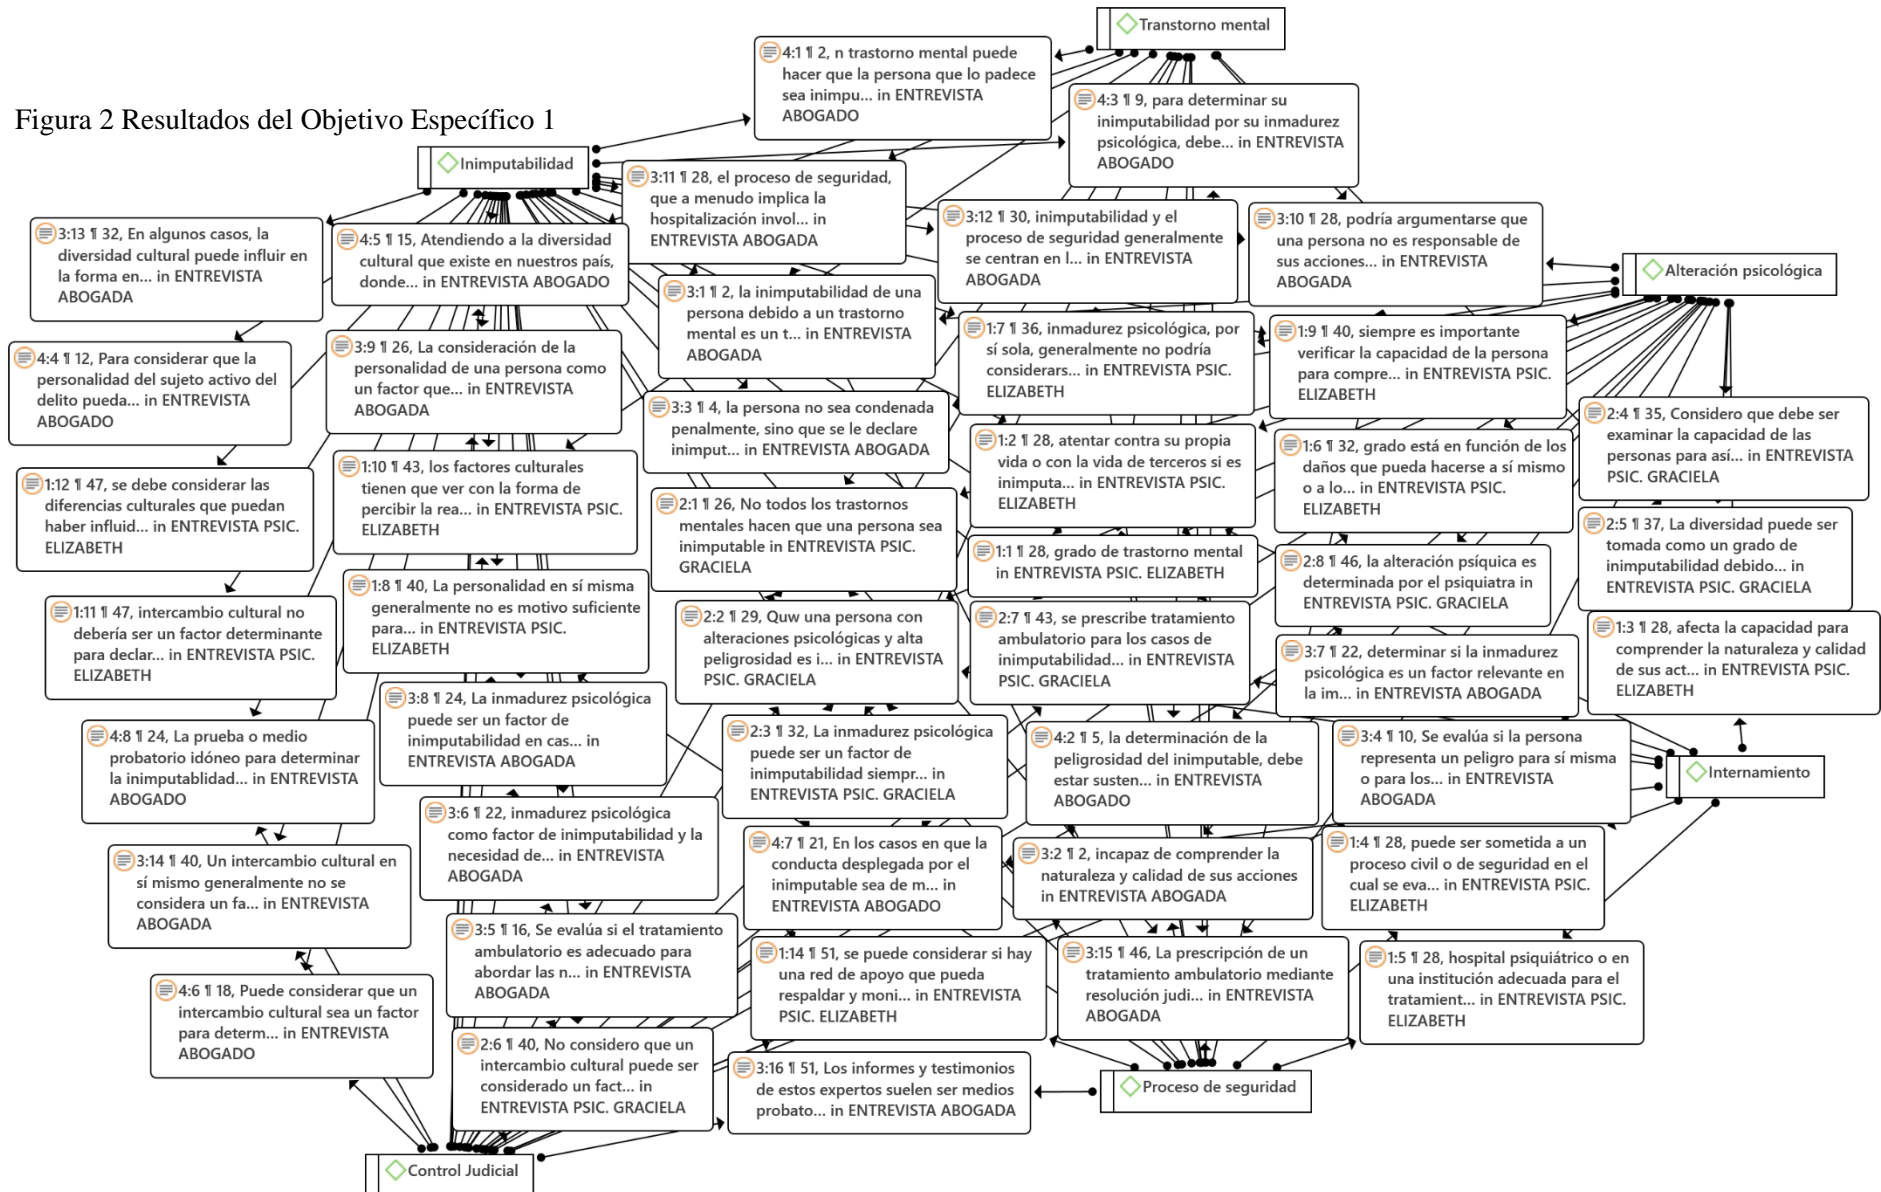 Transtorno mental
4:1 ¶ 2, n trastorno mental puede
hacer que la persona que lo padece
sea inimpu... in ENTREVISTA
ABOGADO
4:3 ¶ 9, para determinar su
inimputabilidad por su inmadurez
psicológica, debe... in ENTREVISTA
ABOGADO
Figura 2 Resultados del Objetivo Específico 1
Inimputabilidad
3:11 ¶ 28, el proceso de seguridad,
que a menudo implica la
hospitalización invol... in
ENTREVISTA ABOGADA
3:12 ¶ 30, inimputabilidad y el
proceso de seguridad generalmente
se centran en l... in ENTREVISTA
ABOGADA
3:10 ¶ 28, podría argumentarse que
una persona no es responsable de
sus acciones... in ENTREVISTA
ABOGADA
3:13 ¶ 32, En algunos casos, la
diversidad cultural puede influir en
la forma en... in ENTREVISTA
ABOGADA
4:5 ¶ 15, Atendiendo a la diversidad
cultural que existe en nuestros país,
donde... in ENTREVISTA ABOGADO
Alteración psicológica
3:1 ¶ 2, la inimputabilidad de una
persona debido a un trastorno
mental es un t... in ENTREVISTA
ABOGADA
1:7 ¶ 36, inmadurez psicológica, por
sí sola, generalmente no podría
considerars... in ENTREVISTA PSIC.
ELIZABETH
1:9 ¶ 40, siempre es importante
verificar la capacidad de la persona
para compre... in ENTREVISTA PSIC.
ELIZABETH
4:4 ¶ 12, Para considerar que la
personalidad del sujeto activo del
delito pueda... in ENTREVISTA
ABOGADO
3:9 ¶ 26, La consideración de la
personalidad de una persona como
un factor que... in ENTREVISTA
ABOGADA
3:3 ¶ 4, la persona no sea condenada
penalmente, sino que se le declare
inimput... in ENTREVISTA ABOGADA
1:2 ¶ 28, atentar contra su propia
vida o con la vida de terceros si es
inimputa... in ENTREVISTA PSIC.
ELIZABETH
1:6 ¶ 32, grado está en función de los
daños que pueda hacerse a sí mismo
o a lo... in ENTREVISTA PSIC.
ELIZABETH
2:4 ¶ 35, Considero que debe ser
examinar la capacidad de las
personas para así... in ENTREVISTA
PSIC. GRACIELA
1:12 ¶ 47, se debe considerar las
diferencias culturales que puedan
haber influid... in ENTREVISTA PSIC.
ELIZABETH
1:10 ¶ 43, los factores culturales
tienen que ver con la forma de
percibir la rea... in ENTREVISTA PSIC.
ELIZABETH
2:1 ¶ 26, No todos los trastornos
mentales hacen que una persona sea
inimputable in ENTREVISTA PSIC.
GRACIELA
1:1 ¶ 28, grado de trastorno mental
in ENTREVISTA PSIC. ELIZABETH
2:8 ¶ 46, la alteración psíquica es
determinada por el psiquiatra in
ENTREVISTA PSIC. GRACIELA
2:5 ¶ 37, La diversidad puede ser
tomada como un grado de
inimputabilidad debido... in
ENTREVISTA PSIC. GRACIELA
1:11 ¶ 47, intercambio cultural no
debería ser un factor determinante
para declar... in ENTREVISTA PSIC.
ELIZABETH
1:8 ¶ 40, La personalidad en sí misma
generalmente no es motivo suficiente
para... in ENTREVISTA PSIC.
ELIZABETH
2:2 ¶ 29, Quw una persona con
alteraciones psicológicas y alta
peligrosidad es i... in ENTREVISTA
PSIC. GRACIELA
2:7 ¶ 43, se prescribe tratamiento
ambulatorio para los casos de
inimputabilidad... in ENTREVISTA
PSIC. GRACIELA
3:7 ¶ 22, determinar si la inmadurez
psicológica es un factor relevante en
la im... in ENTREVISTA ABOGADA
1:3 ¶ 28, afecta la capacidad para
comprender la naturaleza y calidad
de sus act... in ENTREVISTA PSIC.
ELIZABETH
4:8 ¶ 24, La prueba o medio
probatorio idóneo para determinar
la inimputablidad... in ENTREVISTA
ABOGADO
3:8 ¶ 24, La inmadurez psicológica
puede ser un factor de
inimputabilidad en cas... in
ENTREVISTA ABOGADA
2:3 ¶ 32, La inmadurez psicológica
puede ser un factor de
inimputabilidad siempr... in
ENTREVISTA PSIC. GRACIELA
4:2 ¶ 5, la determinación de la
peligrosidad del inimputable, debe
estar susten... in ENTREVISTA
ABOGADO
3:4 ¶ 10, Se evalúa si la persona
representa un peligro para sí misma
o para los... in ENTREVISTA
ABOGADA
Internamiento
3:6 ¶ 22, inmadurez psicológica
como factor de inimputabilidad y la
necesidad de... in ENTREVISTA
ABOGADA
4:7 ¶ 21, En los casos en que la
conducta desplegada por el
inimputable sea de m... in
ENTREVISTA ABOGADO
3:2 ¶ 2, incapaz de comprender la
naturaleza y calidad de sus acciones
in ENTREVISTA ABOGADA
1:4 ¶ 28, puede ser sometida a un
proceso civil o de seguridad en el
cual se eva... in ENTREVISTA PSIC.
ELIZABETH
3:14 ¶ 40, Un intercambio cultural en
sí mismo generalmente no se
considera un fa... in ENTREVISTA
ABOGADA
3:5 ¶ 16, Se evalúa si el tratamiento
ambulatorio es adecuado para
abordar las n... in ENTREVISTA
ABOGADA
1:14 ¶ 51, se puede considerar si hay
una red de apoyo que pueda
respaldar y moni... in ENTREVISTA
PSIC. ELIZABETH
3:15 ¶ 46, La prescripción de un
tratamiento ambulatorio mediante
resolución judi... in ENTREVISTA
ABOGADA
1:5 ¶ 28, hospital psiquiátrico o en
una institución adecuada para el
tratamient... in ENTREVISTA PSIC.
ELIZABETH
4:6 ¶ 18, Puede considerar que un
intercambio cultural sea un factor
para determ... in ENTREVISTA
ABOGADO
2:6 ¶ 40, No considero que un
intercambio cultural puede ser
considerado un fact... in
ENTREVISTA PSIC. GRACIELA
3:16 ¶ 51, Los informes y testimonios
de estos expertos suelen ser medios
probato... in ENTREVISTA ABOGADA
Proceso de seguridad
Control Judicial